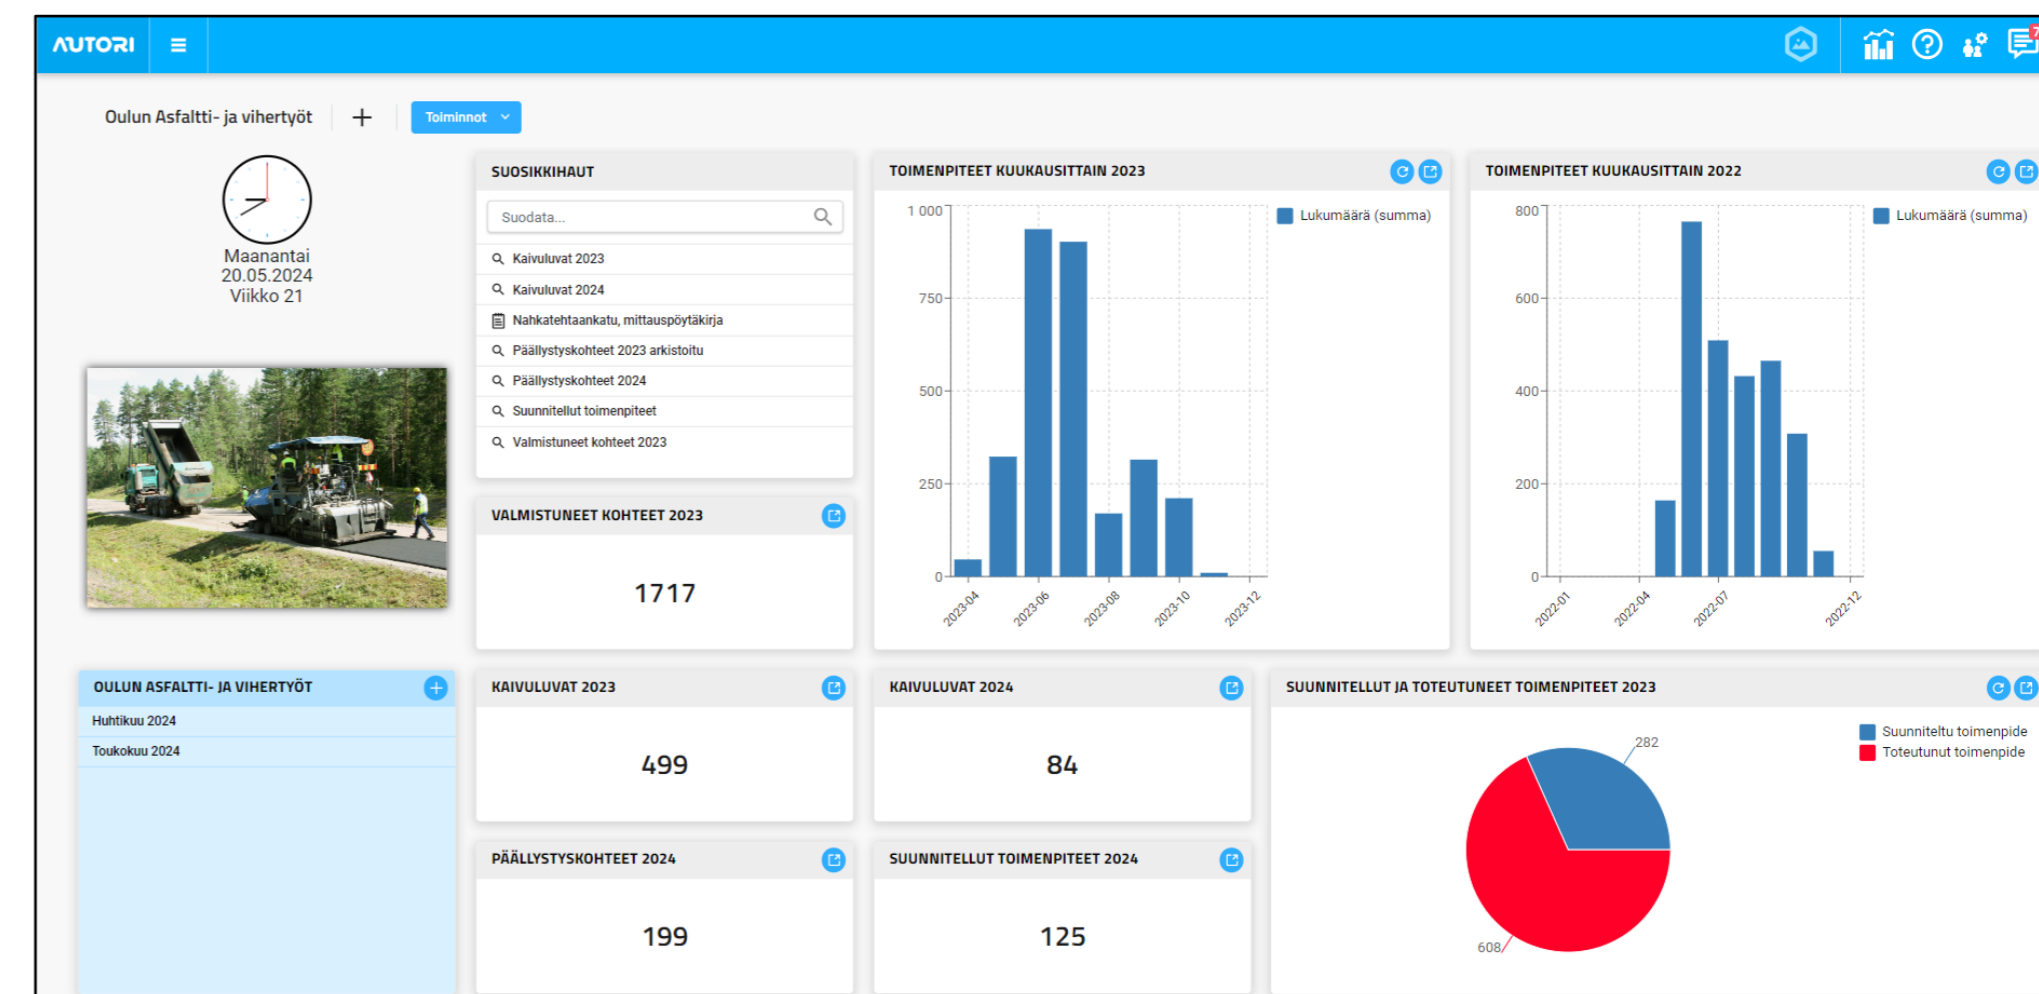 AUTORI
7
Oulun Asfaltti- ja vihertyöt
Toiminnot
Maanantai
20.05.2024
Viikko 21
SUOSIKKIHAUT
Suodata...
Kaivuluvat 2023
Kaivuluvat 2024
Nahkatehtaankatu, mittauspöytäkirja
Päällystyskohteet 2023 arkistoitu
Päällystyskohteet 2024
Suunnitellut toimenpiteet
Valmistuneet kohteet 2023
VALMISTUNEET KOHTEET 2023
1717
TOIMENPITEET KUUKAUSITTAIN 2023
Lukumäärä (summa)
1 000
750
500
250
0
2023-04
2023-06
2023-08
2023-10
2023-12
TOIMENPITEET KUUKAUSITTAIN 2022
Lukumäärä (summa)
800
600
400
200
0
2022-01
2022-04
2022-07
2022-12
OULUN ASFALTTI- JA VIHERTYÖT
Huhtikuu 2024
Toukokuu 2024
KAIVULUVAT 2023
499
KAIVULUVAT 2024
84
SUUNNITELLUT JA TOTEUTUNEET TOIMENPITEET 2023
Suunniteltu toimenpide
Toteutunut toimenpide
282
608
PÄÄLLYSTYSKOHTEET 2024
199
SUUNNITELLUT TOIMENPITEET 2024
125